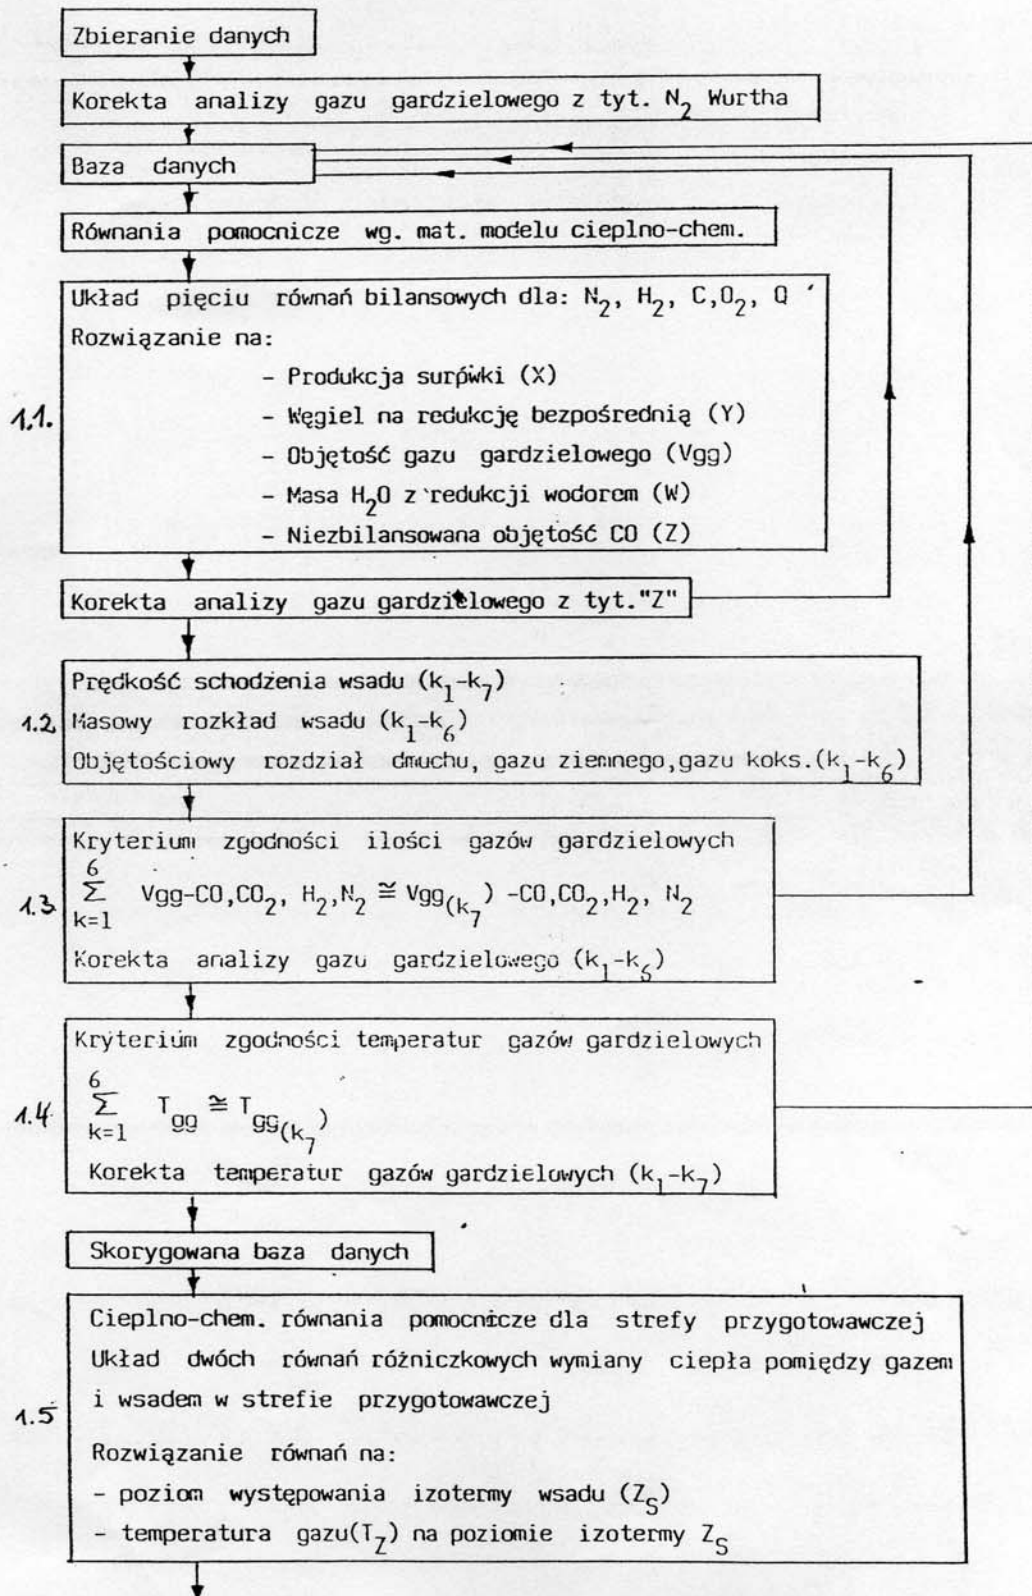 Zbieranie danych
Korekta analizy gazu gardzielowego z tyt. N2 Wurtha
Baza danych
Równania pomocnicze wg. mat. modelu cieplno-chem.
Układ pięciu równań bilansowych dla: N2, H2, C,O2, Q
Rozwiązanie na:
- Produkcja surówki (X)
1.1.
- Węgiel na redukcję bezpośrednią (Y)
- Objętość gazu gardzielowego (Vgg)
- Masa H2O z redukcji wodorem (W)
- Niezbilansowana objętość CO (Z)
Korekta analizy gazu gardzielowego z tyt."Z"
Prędkość schodzenia wsadu (k1-k7)
1.2 Masowy rozkład wsadu (k1-k6)
Objętościowy rozdział dmuchu, gazu ziemnego,gazu koks.(k1-k6)
Kryterium zgodności ilości gazów gardzielowych
6
1.3 Σ Vgg-CO,CO2, H2,N2 ≅ Vgg(k7) -CO,CO2,H2, N2
k=1
Korekta analizy gazu gardzielowego (k1-k6)
Kryterium zgodności temperatur gazów gardzielowych
6
1.4 Σ Tgg ≅ Tgg(k7)
k=1
Korekta temperatur gazów gardzielowych (k1-k7)
Skorygowana baza danych
Cieplno-chem. równania pomocnicze dla strefy przygotowawczej
Układ dwóch równań różniczkowych wymiany ciepła pomiędzy gazem
i wsadem w strefie przygotowawczej
1.5
Rozwiązanie równań na:
- poziom występowania izotermy wsadu (ZS)
- temperatura gazu(TZ) na poziomie izotermy ZS